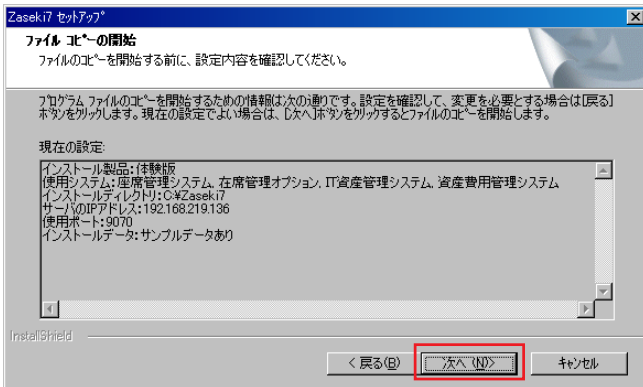 Zaseki7 セットアップ
ファイル コピーの開始
ファイルのコピーを開始する前に、設定内容を確認してください。
プログラム ファイルのコピーを開始するための情報は次の通りです。設定を確認して、変更を必要とする場合は[戻る]
ボタンをクリックします。現在の設定でよい場合は、[次へ]ボタンをクリックするとファイルのコピーを開始します。
現在の設定:
インストール製品:体験版
使用システム:座席管理システム, 在席管理オプション, IT資産管理システム, 資産費用管理システム
インストールディレクトリ:C:¥Zaseki7
サーバのIPアドレス:192.168.219.136
使用ポート:9070
インストールデータ:サンプルデータあり
InstallShield
< 戻る(B)
次へ (N)>
キャンセル